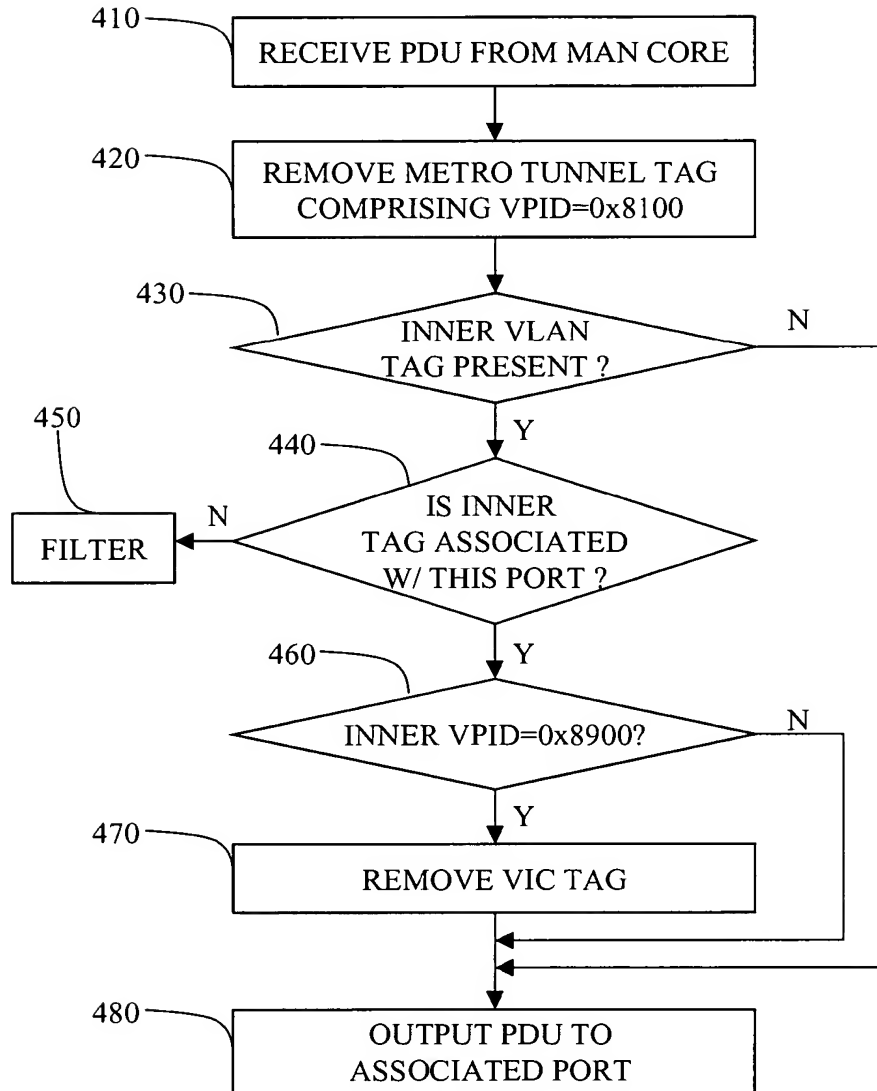 410
RECEIVE PDU FROM MAN CORE
420
REMOVE METRO TUNNEL TAG
COMPRISING VPID=0x8100
430
INNER VLAN
TAG PRESENT ?
N
Y
450
440
IS INNER
TAG ASSOCIATED
W/ THIS PORT ?
N
FILTER
Y
460
INNER VPID=0x8900?
N
Y
470
REMOVE VIC TAG
480
OUTPUT PDU TO
ASSOCIATED PORT